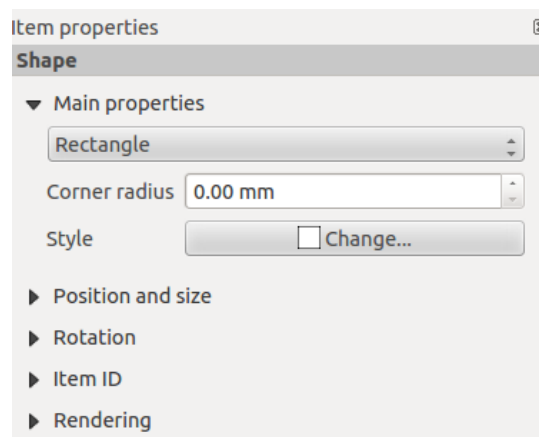 Item properties
Shape
Main properties
Rectangle
Corner radius 0.00 mm
Style Change...
Position and size
Rotation
Item ID
Rendering